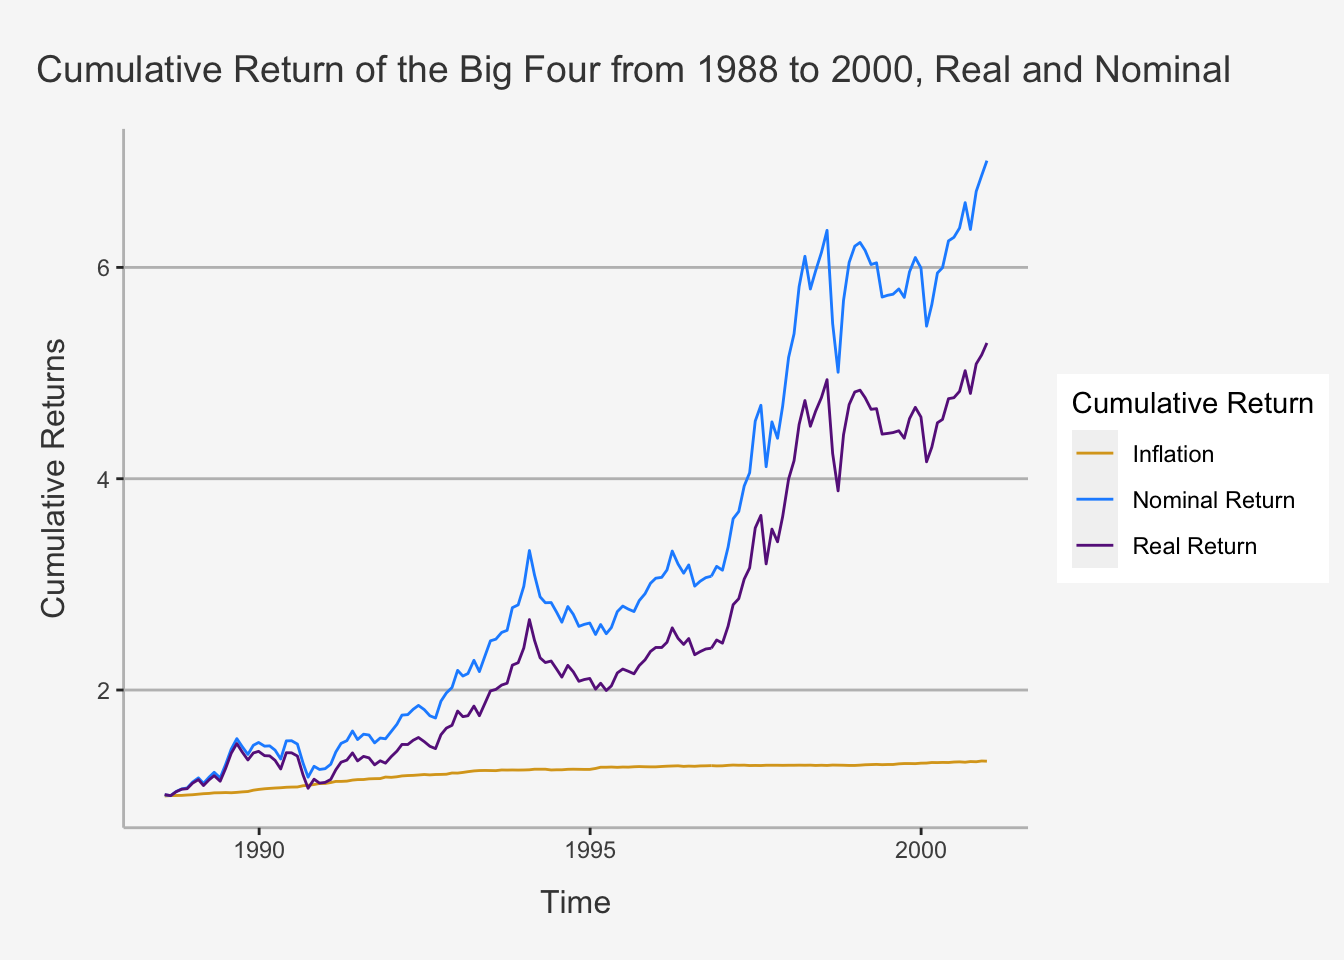 Cumulative Return of the Big Four from 1988 to 2000, Real and Nominal
Cumulative Returns
6
4
2
1990
1995
2000
Time
Cumulative Return
Inflation
Nominal Return
Real Return